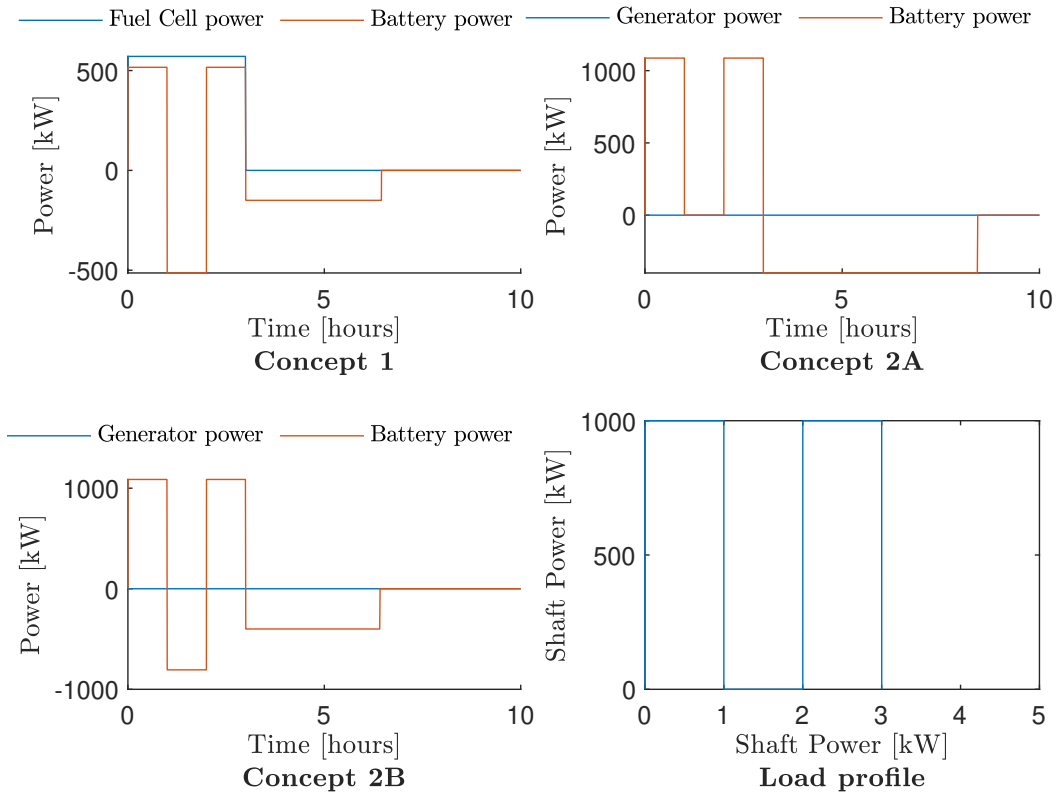 Fuel Cell power Battery power
500
0
-500
0 5 10
Power [kW]
Time [hours]
Concept 1
Generator power Battery power
1000
500
0
0 5 10
Power [kW]
Time [hours]
Concept 2A
Generator power Battery power
1000
0
-1000
0 5 10
Power [kW]
Time [hours]
Concept 2B
1000
500
0
0 1 2 3 4 5
Shaft Power [kW]
Shaft Power [kW]
Load profile